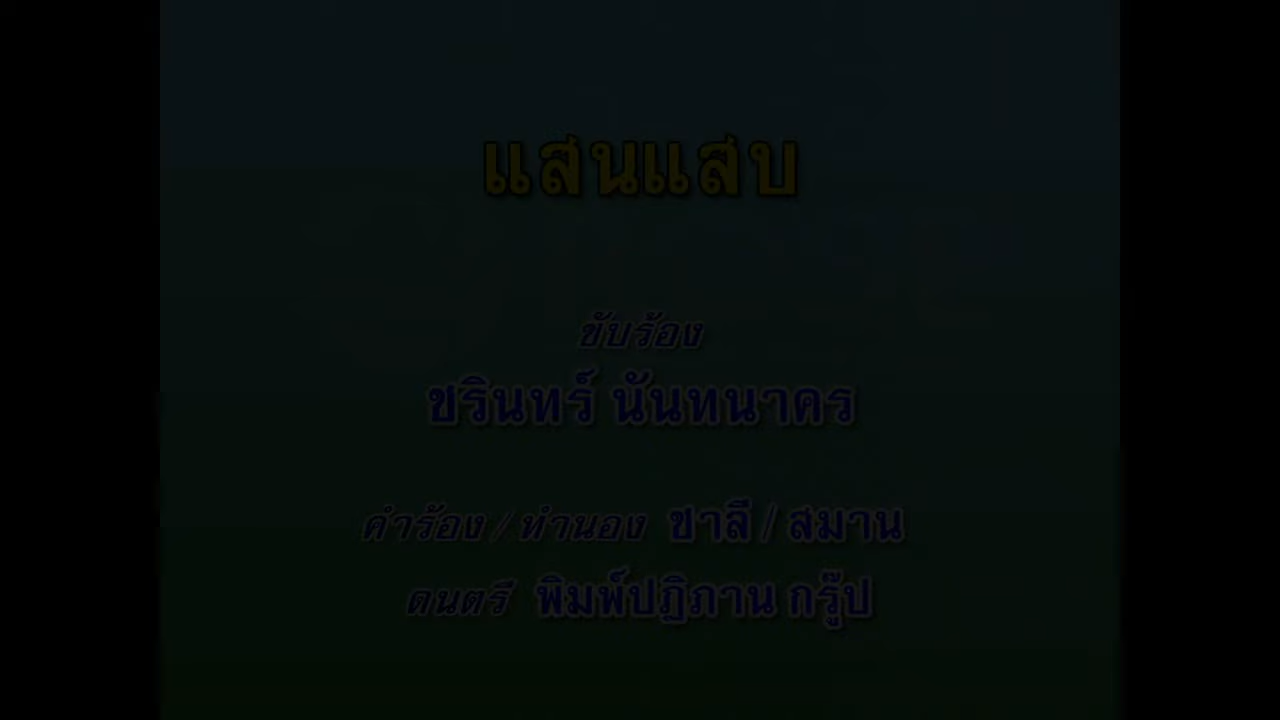 แสนแสบ
ขับร้อง
ชรินทร์ นันทนาคร
คำร้อง / ทำนอง ชาลี / สมาน
ดนตรี พิมพ์ปฏิภาน กรุ๊ป